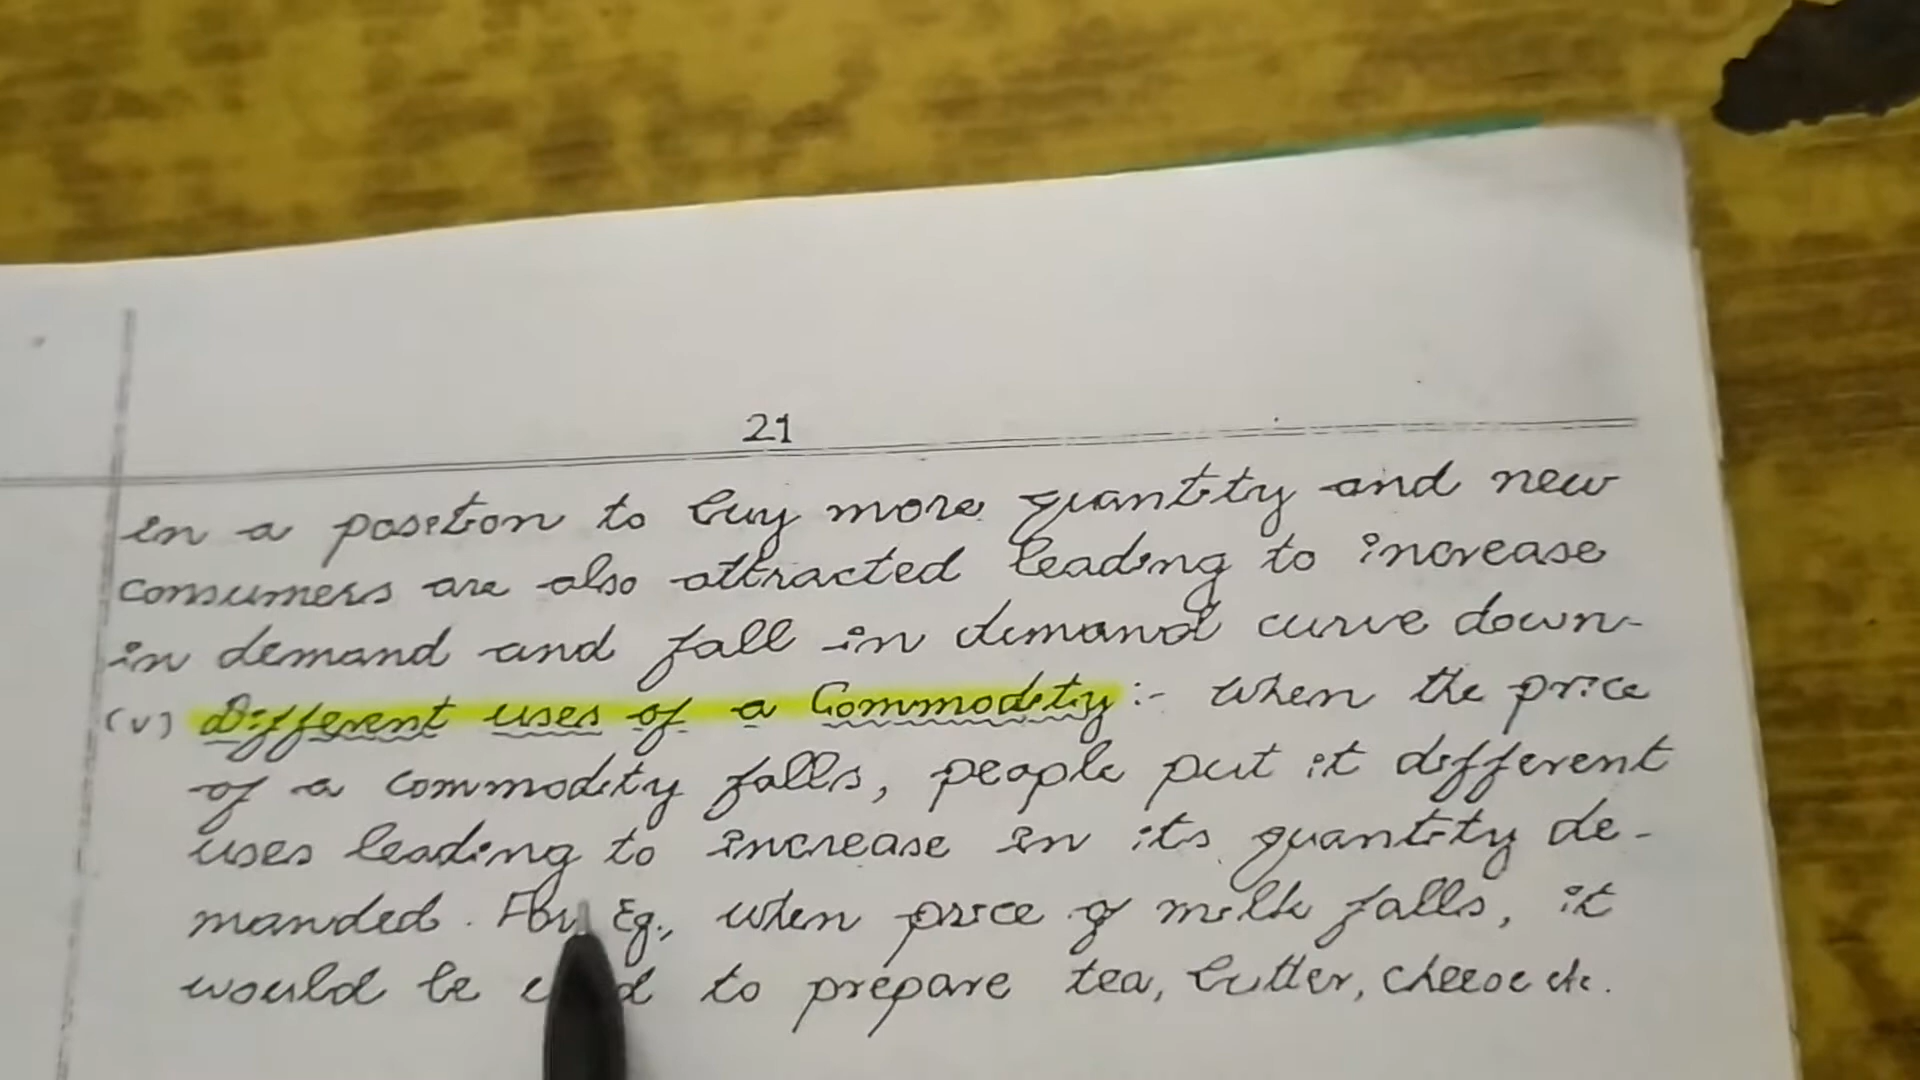 21
in a position to buy more quantity and new
consumers are also attracted leading to increase
in demand and fall in demand curve down-
(v) Different uses of a Commodity :- when the price
of a commodity falls, people put it different
uses leading to increase in its quantity de-
manded. For Eg., when price of milk falls, it
would be to prepare tea, butter, cheese etc.